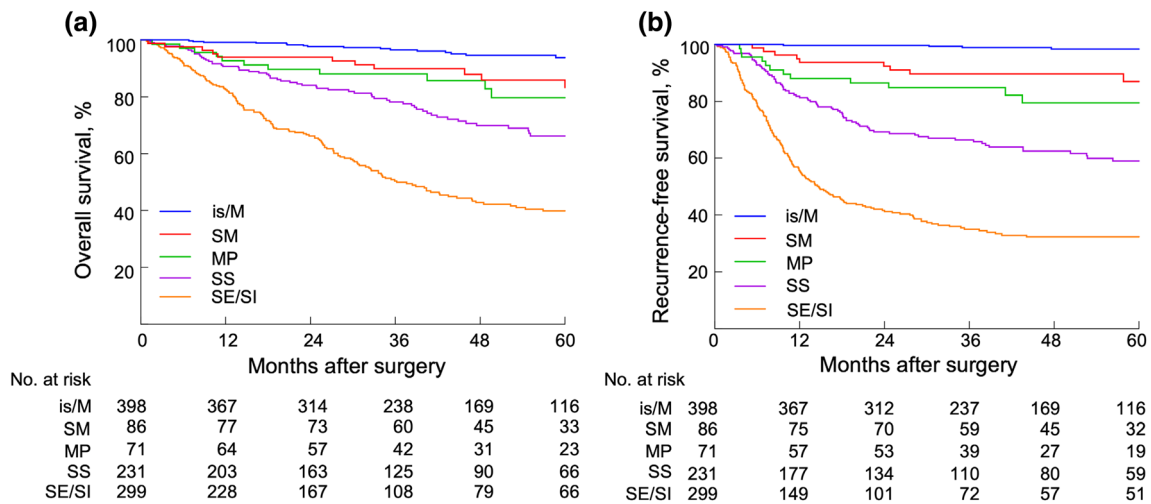 (a)
Overall survival, %
100
80
60
40
20
is/M
SM
MP
SS
SE/SI
0 12 24 36 48 60
Months after surgery
No. at risk
is/M 398 367 314 238 169 116
SM 86 77 73 60 45 33
MP 71 64 57 42 31 23
SS 231 203 163 125 90 66
SE/SI 299 228 167 108 79 66
(b)
Recurrence-free survival, %
100
80
60
40
20
is/M
SM
MP
SS
SE/SI
0 12 24 36 48 60
Months after surgery
No. at risk
is/M 398 367 312 237 169 116
SM 86 75 70 59 45 32
MP 71 57 53 39 27 19
SS 231 177 134 110 80 59
SE/SI 299 149 101 72 57 51